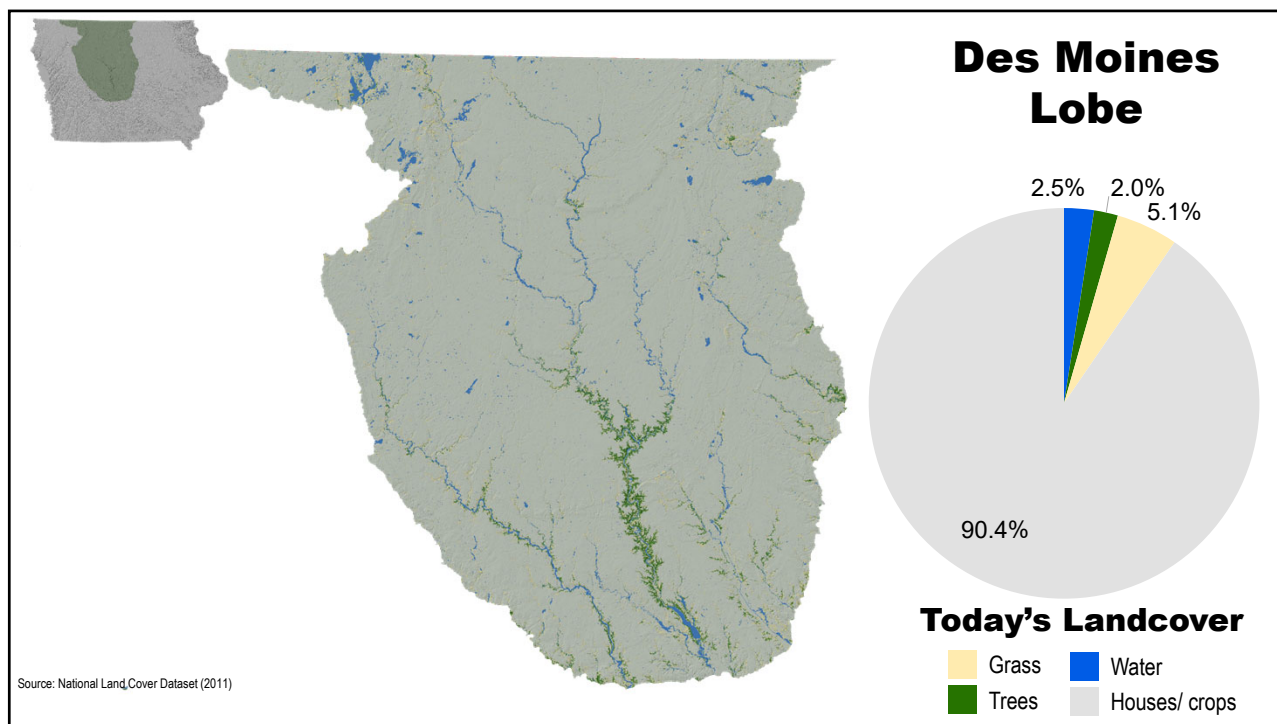 Des Moines
Lobe
2.5%
2.0%
5.1%
90.4%
Today's Landcover
Grass
Water
Trees
Houses/ crops
Source: National Land Cover Dataset (2011)